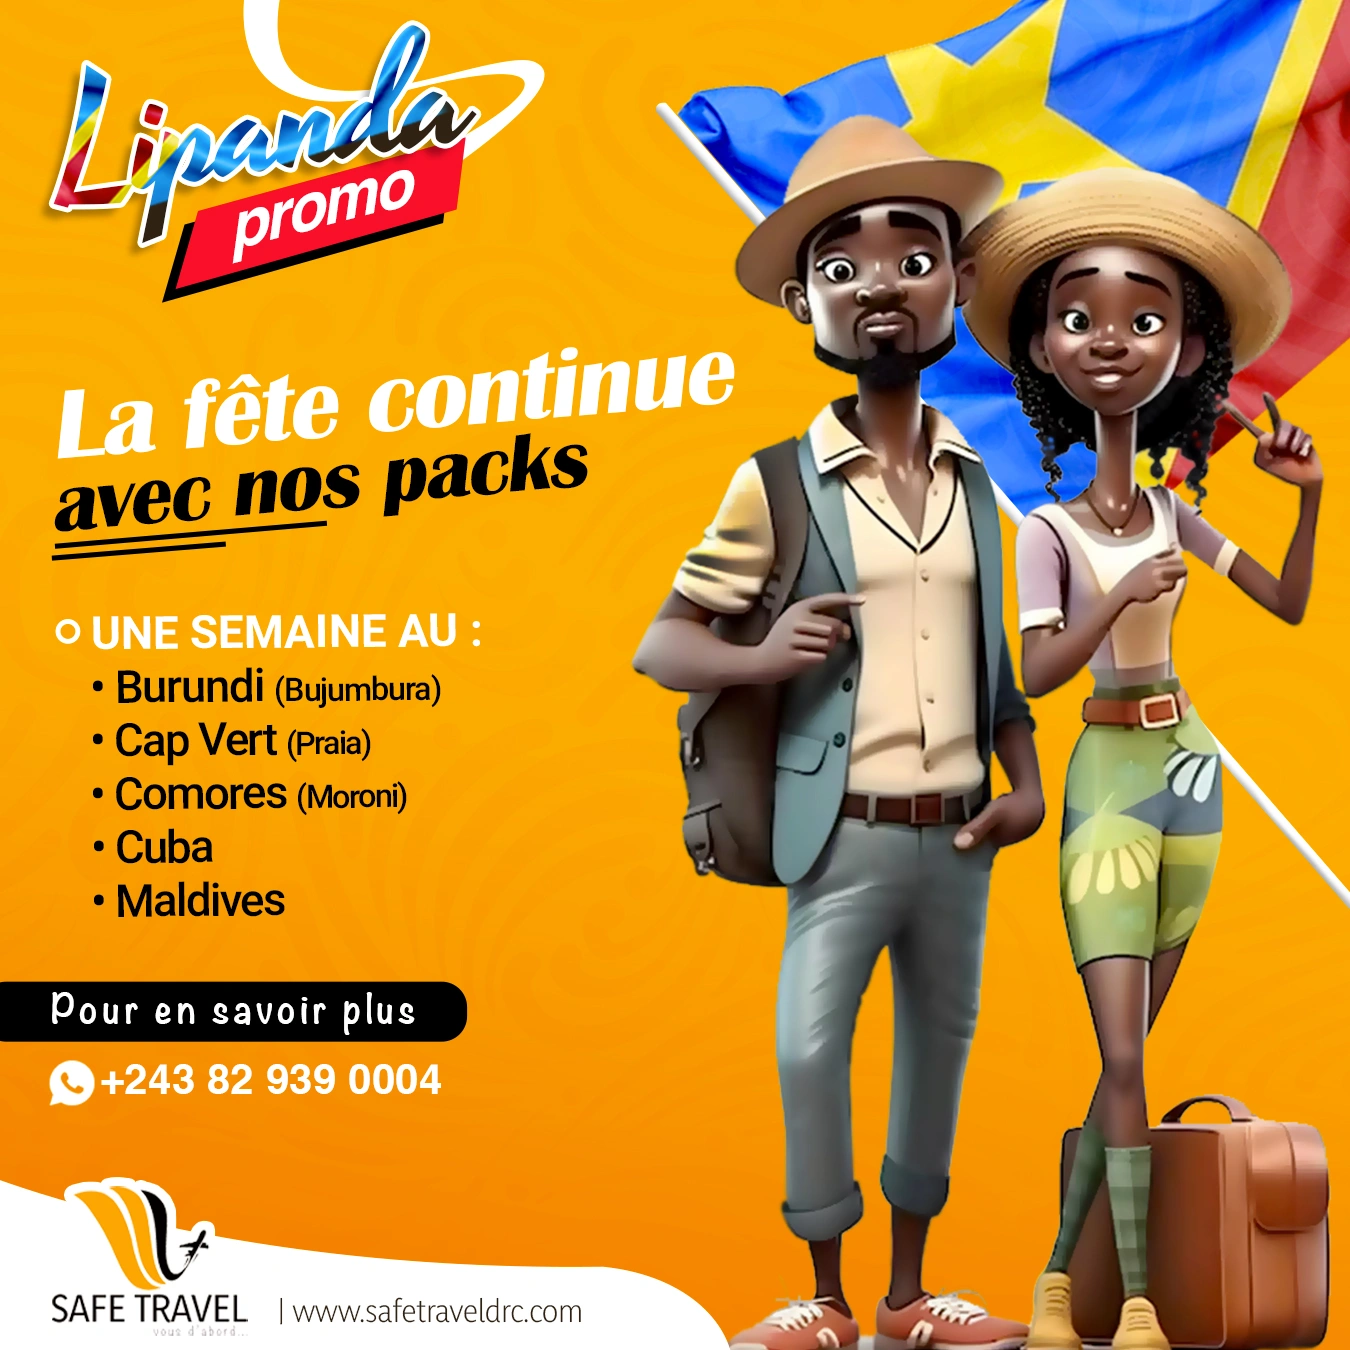 Lipanda
promo
La fête continue
avec nos packs
UNE SEMAINE AU :
• Burundi (Bujumbura)
• Cap Vert (Praia)
• Comores (Moroni)
• Cuba
• Maldives
Pour en savoir plus
+243 82 939 0004
SAFE TRAVEL
vous d'abord...
| www.safetraveldrc.com